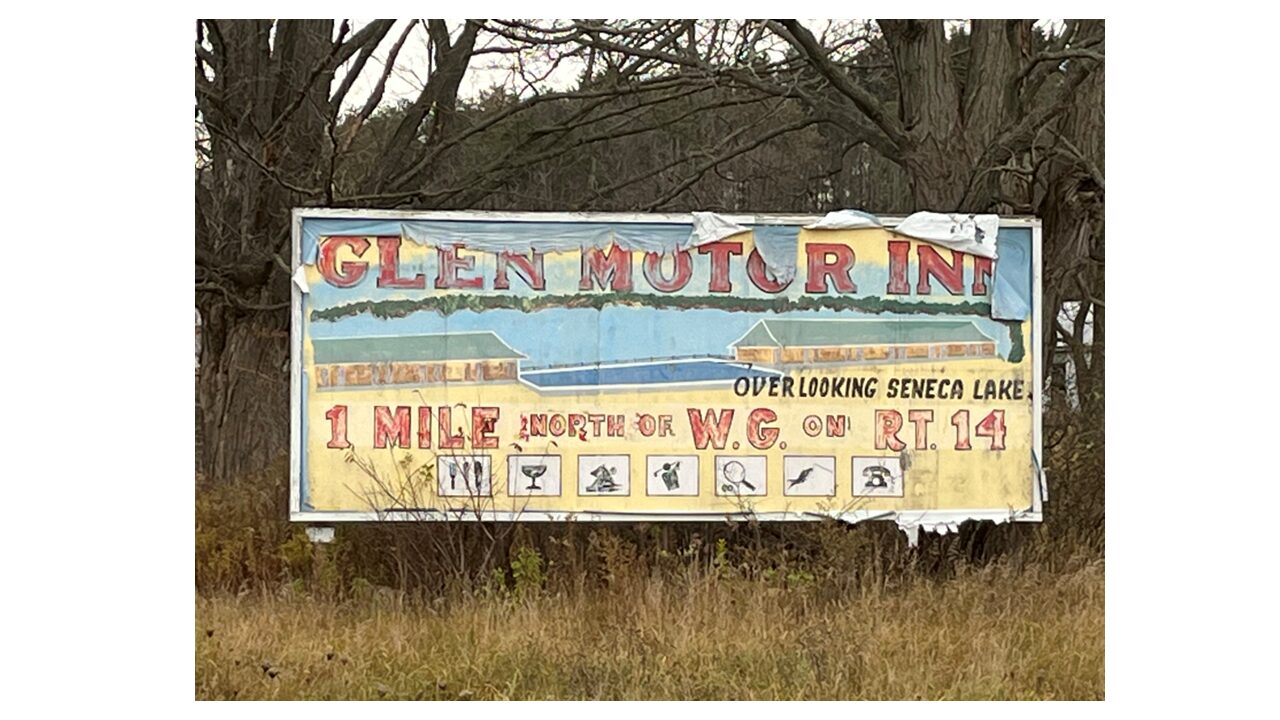 GLEN MOTOR INN
OVERLOOKING SENECA LAKE
1 MILE NORTH OF W.G. ON RT. 14